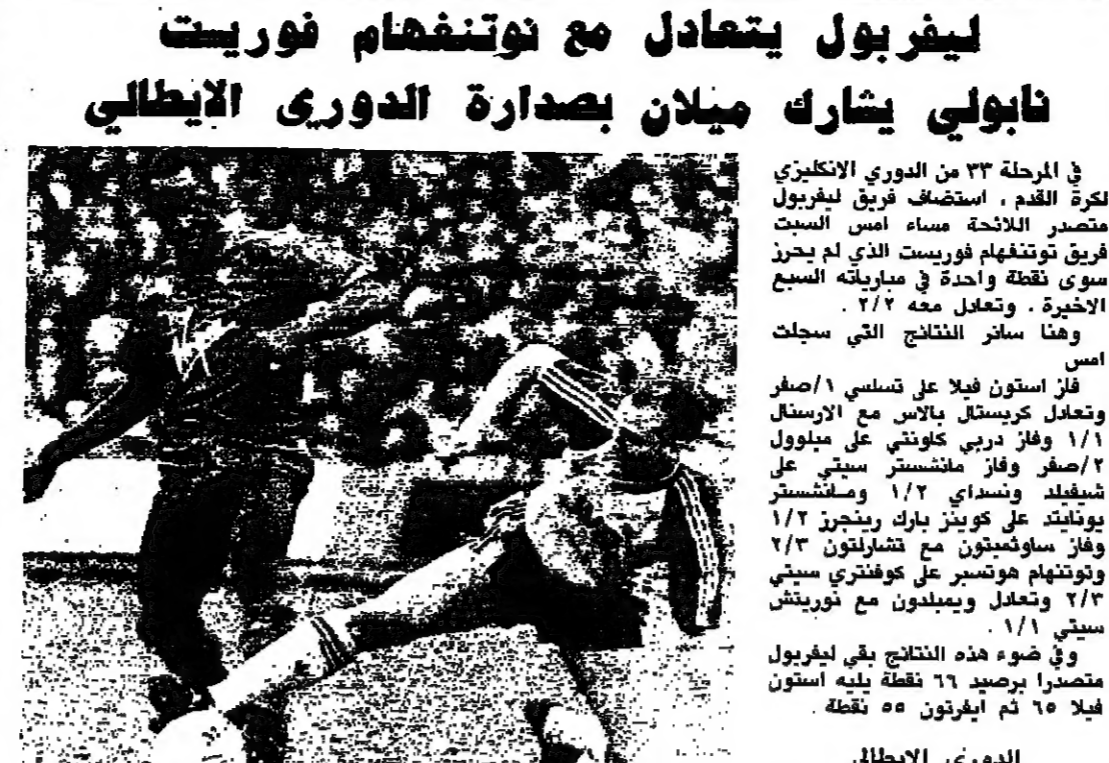 ليفربول يتعادل مع نوتنغهام فوريست
نابولي يشارك ميلان بصدارة الدوري الايطالي
في المرحلة ٣٣ من الدوري الانكليزي
لكرة القدم ، استضاف فريق ليفربول
متصدر اللائحة مساء امس السبت
فريق توتنغهام فوريست الذي لم يحرز
سوى نقطة واحدة في مبارياته السبع
الاخيرة . وتعادل معه ٢/٢ .
وهنا سائر النتائج التي سجلت
امس
فاز استون فيلا على تسلسي ١/صفر
وتعادل كريستال بالاس مع الارسنال
١/١ وفاز دربي كاونتي على ميلوول
٢/صفر وفاز مانشستر سيتي على
شيفيلد ونسداي ١/٢ ومانشستر
يونايتد على كوينز بارك رينجرز ١/٢
وفاز ساوثمبتون مع تشارلتون ٢/٣
وتوتنهام هوتسبر على كوفنتري سيتي
٢/٣ وتعادل ويمبلدون مع نوريتش
سيتي ١/١ .
وفي ضوء هذه النتائج بقي ليفربول
متصدرا برصيد ٦٦ نقطة يليه استون
فيلا ٦٥ ثم ايفرتون ٥٥ نقطة .
الدوري الايطالي